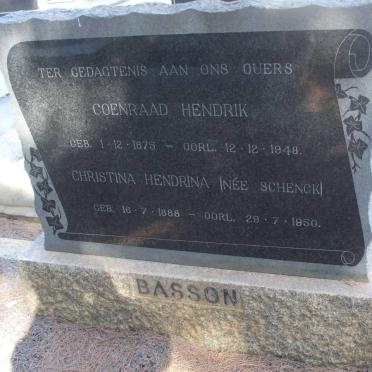 TER GEDAGTENIS AAN ONS OUERS
COENRAAD HENDRIK
GEB. 1-12-1875 — OORL. 12-12-1948.
CHRISTINA HENDRINA (NÉE SCHENCK)
GEB. 16-7-1888 — OORL. 29-7-1950.
BASSON